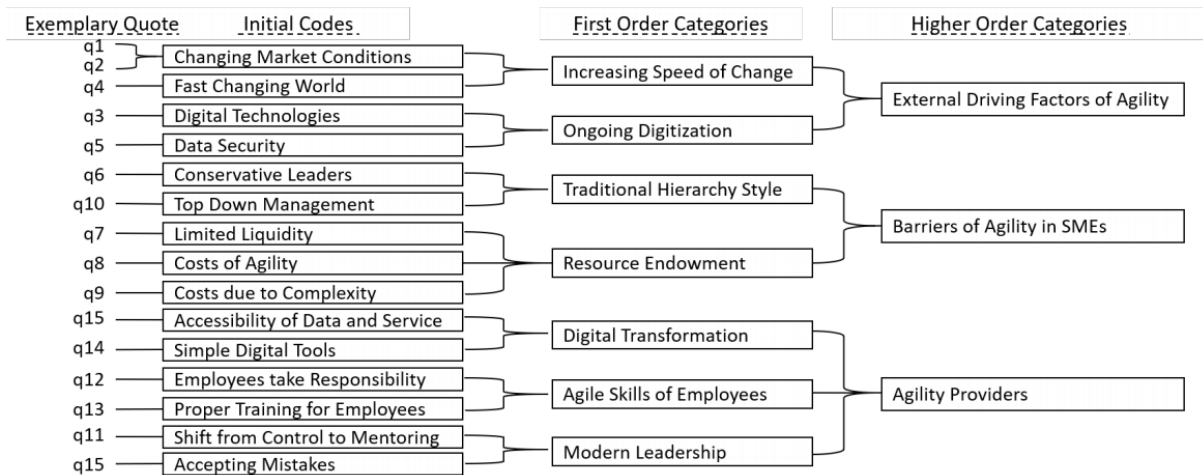 Exemplary Quote Initial Codes First Order Categories Higher Order Categories
q1
q2
Changing Market Conditions
q4 Fast Changing World
Increasing Speed of Change
q3 Digital Technologies
q5 Data Security
Ongoing Digitization
External Driving Factors of Agility
q6 Conservative Leaders
q10 Top Down Management
Traditional Hierarchy Style
q7 Limited Liquidity
q8 Costs of Agility
q9 Costs due to Complexity
Resource Endowment
Barriers of Agility in SMEs
q15 Accessibility of Data and Service
q14 Simple Digital Tools
Digital Transformation
q12 Employees take Responsibility
q13 Proper Training for Employees
Agile Skills of Employees
q11 Shift from Control to Mentoring
q15 Accepting Mistakes
Modern Leadership
Agility Providers